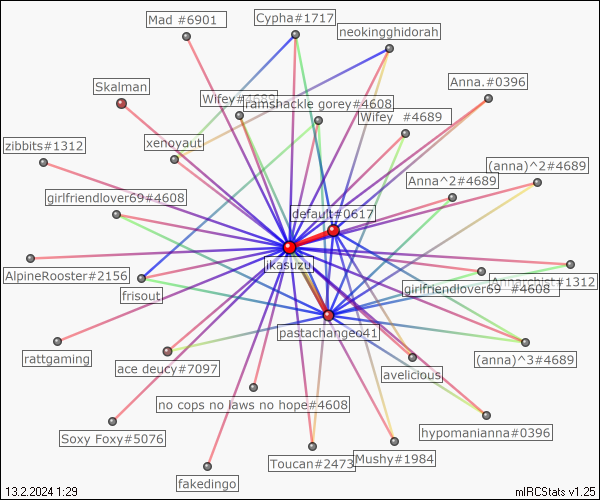 Mad #6901
Cypha#1717
neokingghidorah
Skalman
Anna.#0396
Wifey#4689
ramshackle gorey#4608
Wifey  #4689
zibbits#1312
xenoyaut
(anna)^2#4689
Anna^2#4689
girlfriendlover69#4608
default#0617
ikasuzu
AlpineRooster#2156
frisout
Annarchist#1312
girlfriendlover69  #4608
pastachangeo41
rattgaming
ace deucy#7097
avelicious
(anna)^3#4689
no cops no laws no hope#4608
Soxy Foxy#5076
hypomanianna#0396
Toucan#2473
Mushy#1984
fakedingo
13.2.2024 1:29
mIRCStats v1.25